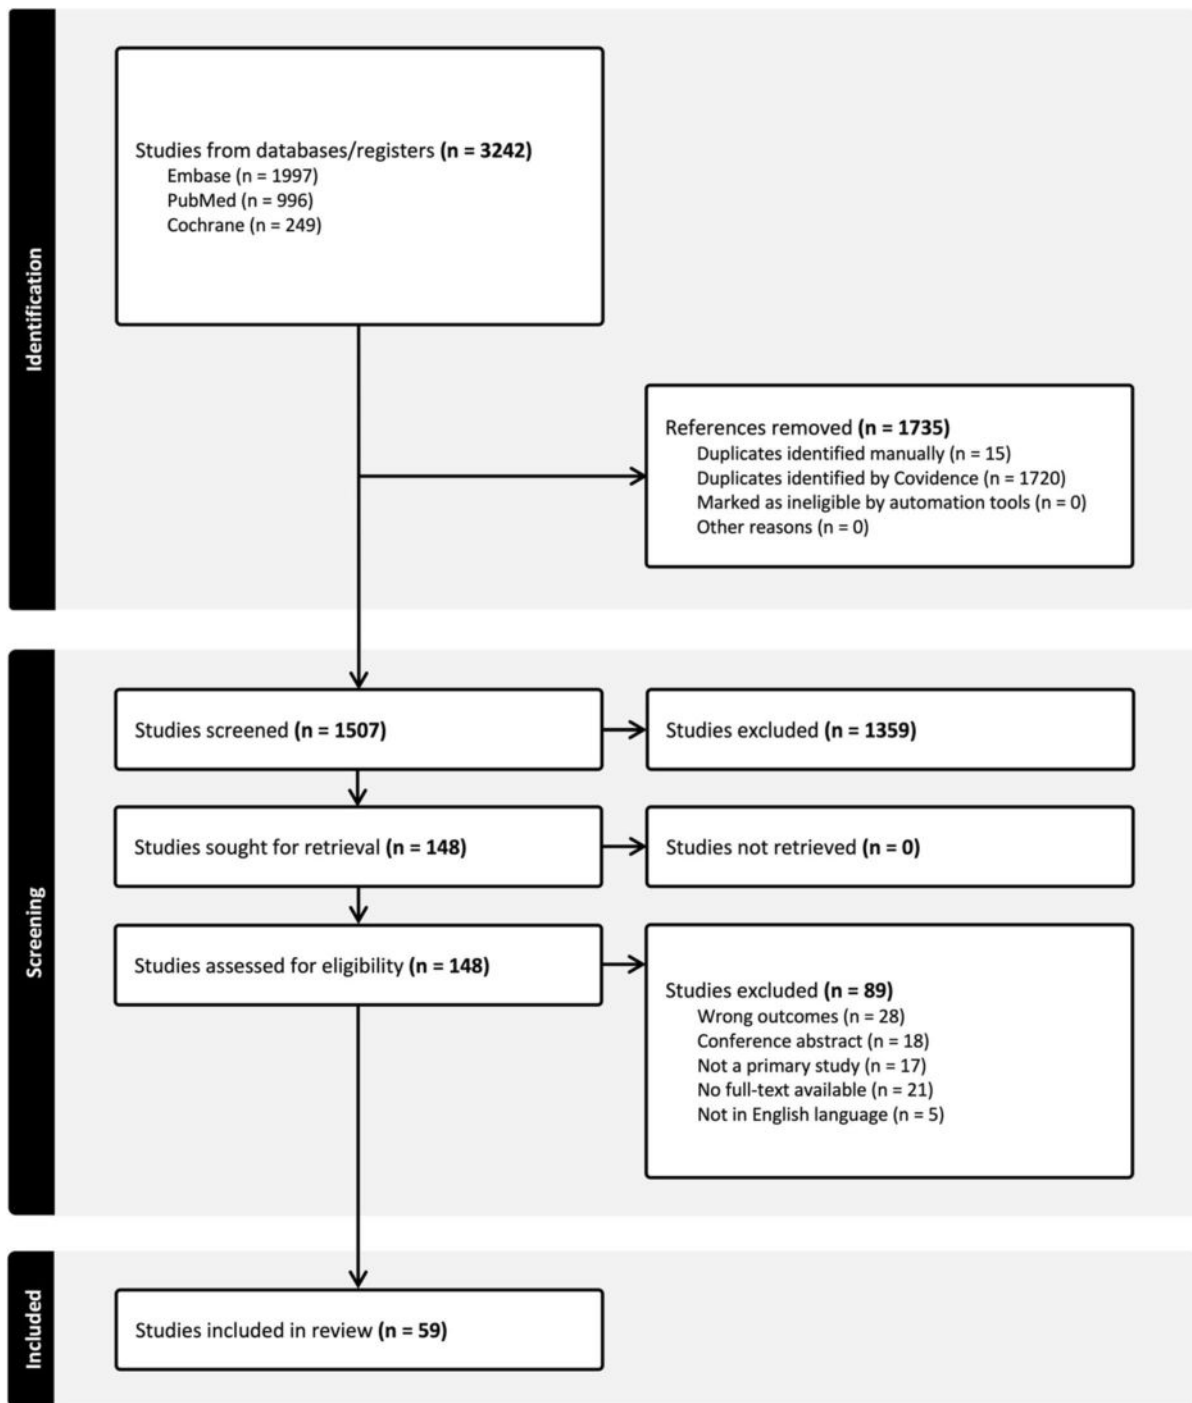 Identification
Studies from databases/registers (n = 3242)
Embase (n = 1997)
PubMed (n = 996)
Cochrane (n = 249)
References removed (n = 1735)
Duplicates identified manually (n = 15)
Duplicates identified by Covidence (n = 1720)
Marked as ineligible by automation tools (n = 0)
Other reasons (n = 0)
Screening
Studies screened (n = 1507)
Studies excluded (n = 1359)
Studies sought for retrieval (n = 148)
Studies not retrieved (n = 0)
Studies assessed for eligibility (n = 148)
Studies excluded (n = 89)
Wrong outcomes (n = 28)
Conference abstract (n = 18)
Not a primary study (n = 17)
No full-text available (n = 21)
Not in English language (n = 5)
Included
Studies included in review (n = 59)